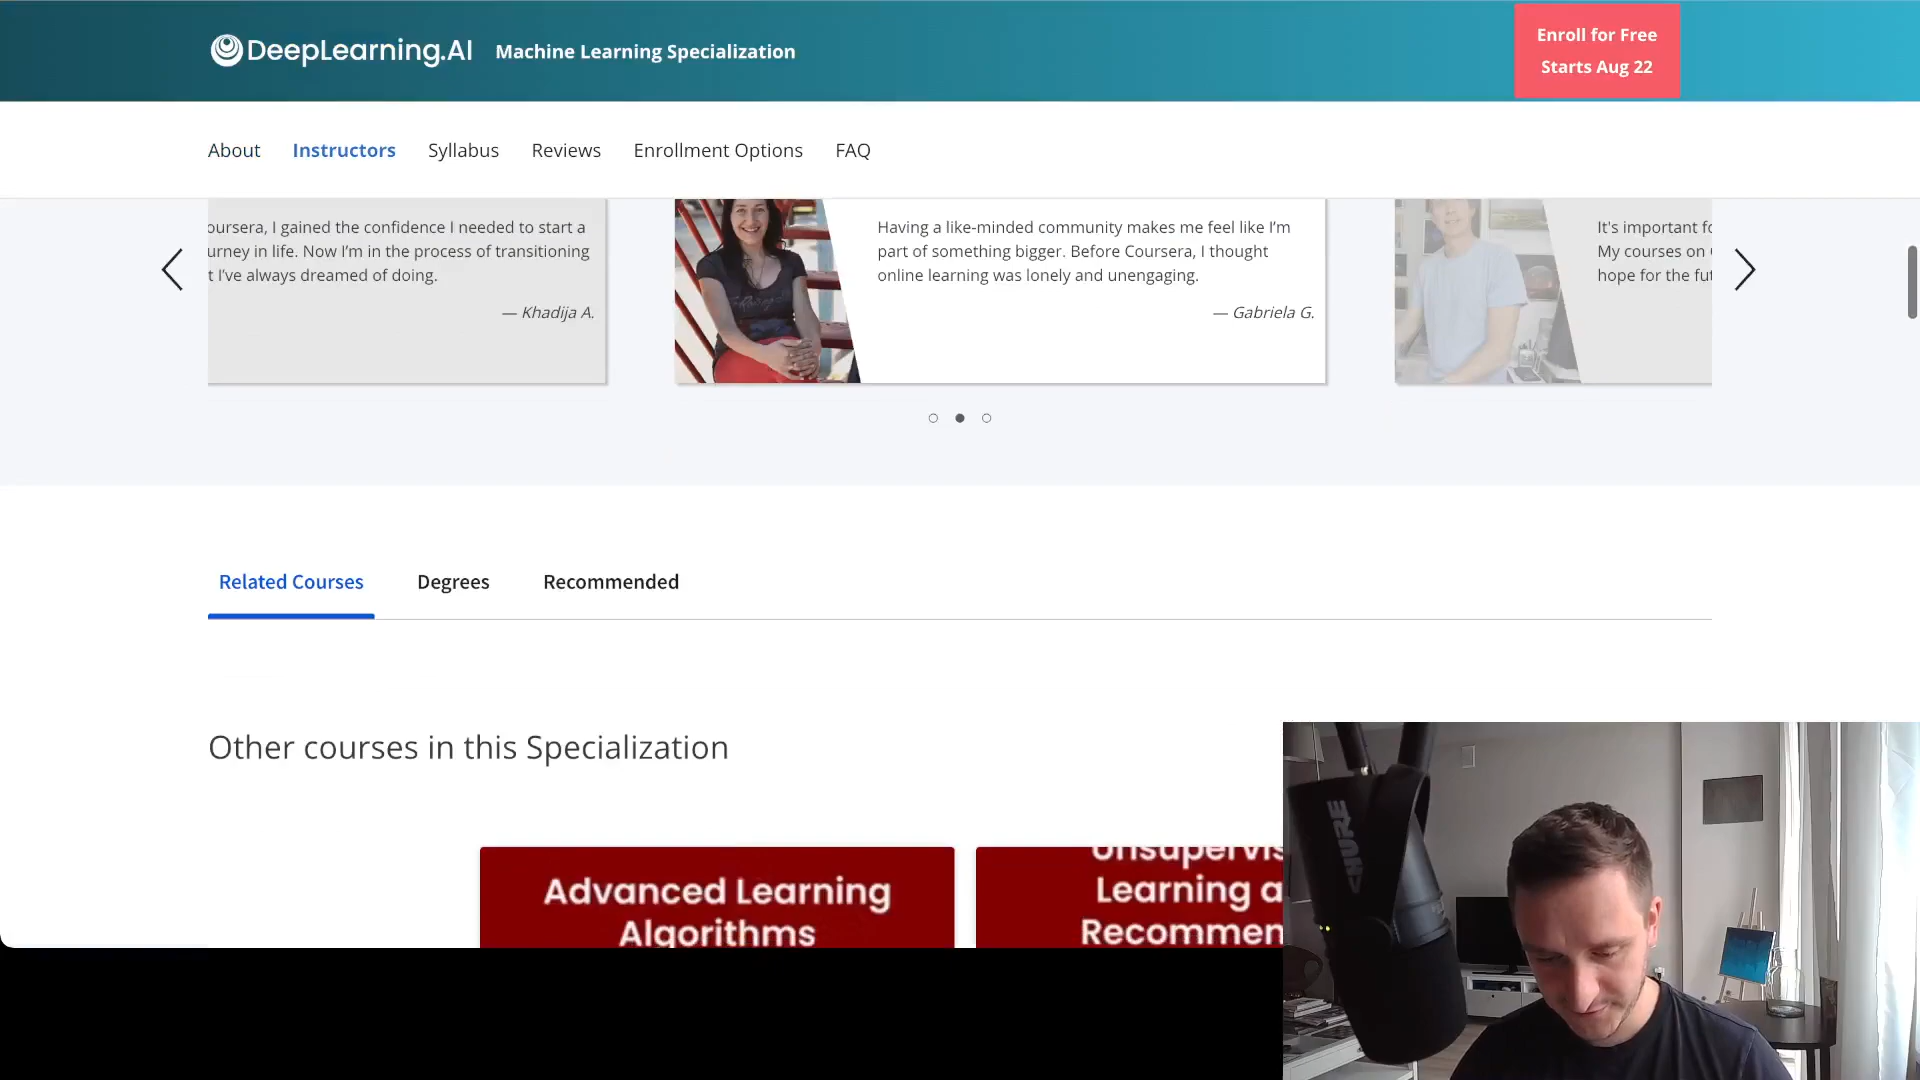 DeepLearning.AI Machine Learning Specialization
Enroll for Free
Starts Aug 22
About Instructors Syllabus Reviews Enrollment Options FAQ
oursera, I gained the confidence I needed to start a
urney in life. Now I'm in the process of transitioning
t I've always dreamed of doing.
— Khadija A.
Having a like-minded community makes me feel like I'm
part of something bigger. Before Coursera, I thought
online learning was lonely and unengaging.
— Gabriela G.
It's important fo
My courses on
hope for the fut
Related Courses Degrees Recommended
Other courses in this Specialization
Advanced Learning
Algorithms
Unsupervis
Learning a
Recommen
SHURE